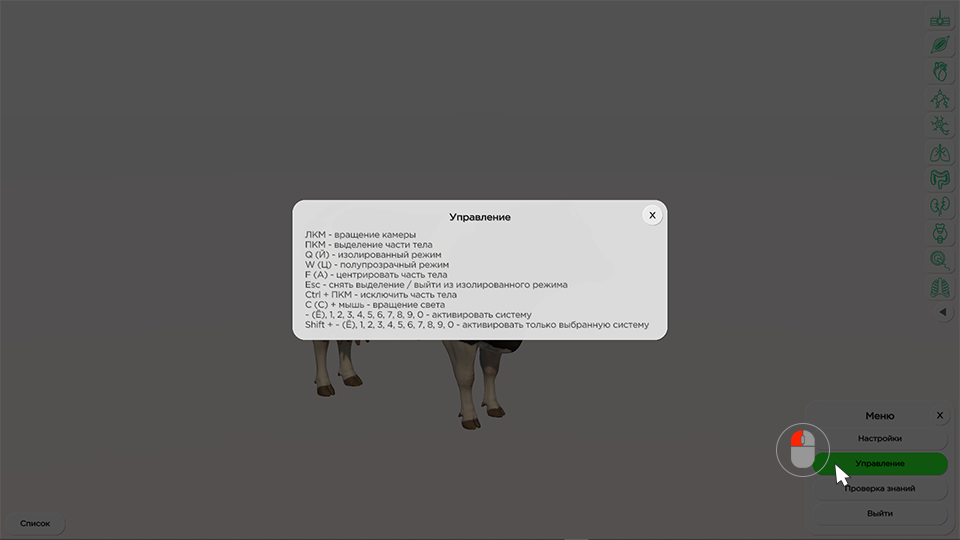 Управление
X
ЛКМ - вращение камеры
ПКМ - выделение части тела
Q (Й) - изолированный режим
W (Ц) - полупрозрачный режим
F (А) - центрировать часть тела
Esc - снять выделение / выйти из изолированного режима
Ctrl + ПКМ - исключить часть тела
C (С) + мышь - вращение света
- (Ё), 1, 2, 3, 4, 5, 6, 7, 8, 9, 0 - активировать систему
Shift + - (Ё), 1, 2, 3, 4, 5, 6, 7, 8, 9, 0 - активировать только выбранную систему
Меню
X
Настройки
Управление
Проверка знаний
Выйти
Список